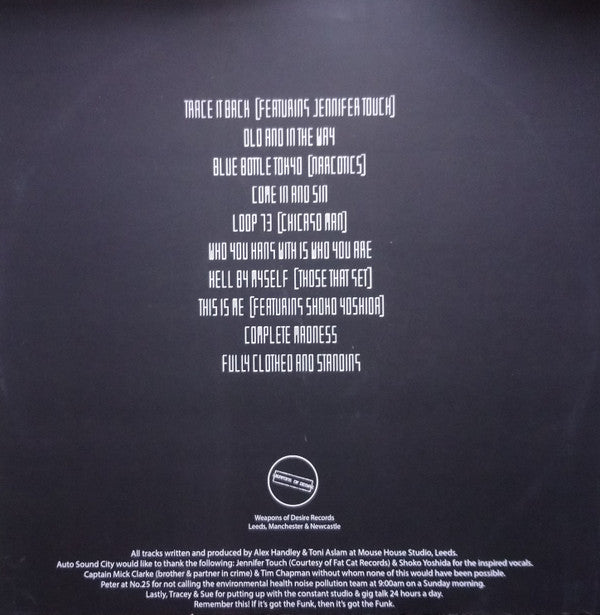 TRACE IT BACK (FEATURING JENNIFER TOUCH)
OLD AND IN THE WAY
BLUE BOTTLE TOKYO (NARCOTICS)
COME IN AND SIN
LOOP 73 (CHICAGO MAN)
WHO YOU HANG WITH IS WHO YOU ARE
HELL BY MYSELF (THOSE THAT GET)
THIS IS ME (FEATURING SHOKO YOSHIDA)
COMPLETE MADNESS
FULLY CLOTHED AND STANDING
WEAPONS OF DESIRE
Weapons of Desire Records
Leeds, Manchester & Newcastle
All tracks written and produced by Alex Handley & Toni Aslam at Mouse House Studio, Leeds.
Auto Sound City would like to thank the following: Jennifer Touch (Courtesy of Fat Cat Records) & Shoko Yoshida for the inspired vocals.
Captain Mick Clarke (brother & partner in crime) & Tim Chapman without whom none of this would have been possible.
Peter at No.25 for not calling the environmental health noise pollution team at 9:00am on a Sunday morning.
Lastly, Tracey & Sue for putting up with the constant studio & gig talk 24 hours a day.
Remember this! If it's got the Funk, then it's got the Funk.